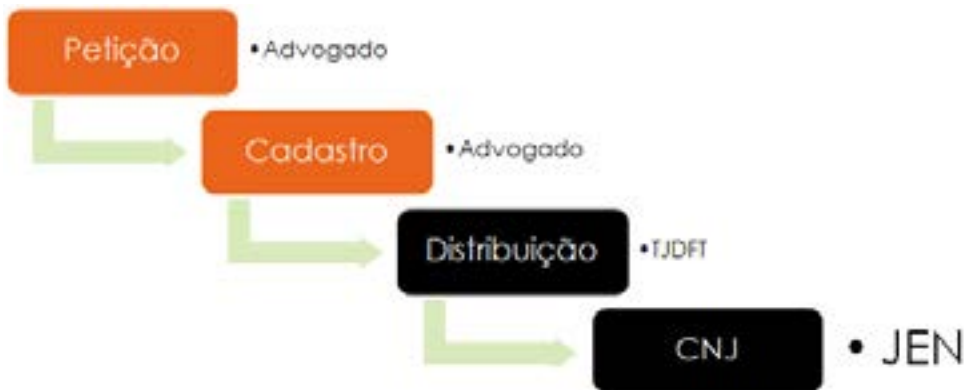 Petição
• Advogado
Cadastro
• Advogado
Distribuição
• TJDFT
CNJ
• JEN